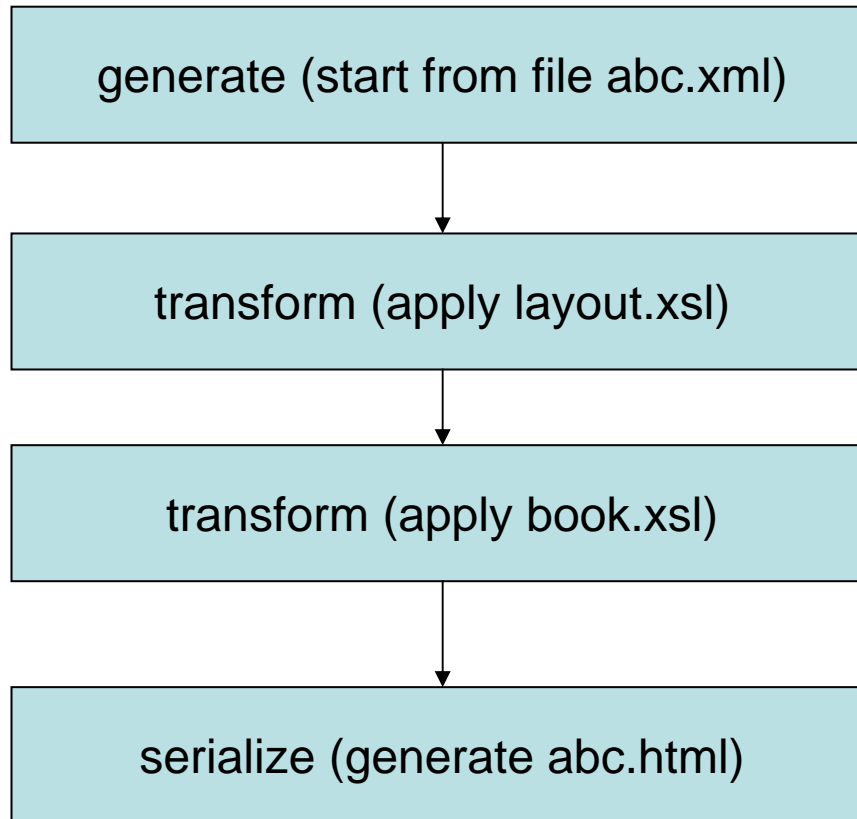 generate (start from file abc.xml)
transform (apply layout.xsl)
transform (apply book.xsl)
serialize (generate abc.html)